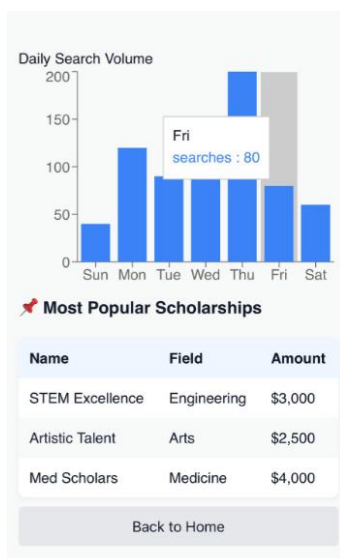 Daily Search Volume
200
150
100
50
0
Fri
searches : 80
Sun Mon Tue Wed Thu Fri Sat
📌 Most Popular Scholarships
Name Field Amount
STEM Excellence Engineering $3,000
Artistic Talent Arts $2,500
Med Scholars Medicine $4,000
Back to Home